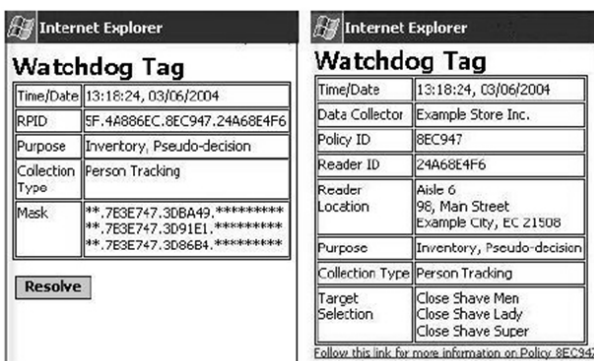 Internet Explorer
Watchdog Tag
Time/Date 13:18:24, 03/06/2004
RPID 5F.4A886EC.8EC947.24A68E4F6
Purpose Inventory, Pseudo-decision
Collection Type Person Tracking
Mask **.7B3E747.3DBA49.*********
**.7B3E747.3D91E1.*********
**.7B3E747.3D86B4.*********
Resolve
Internet Explorer
Watchdog Tag
Time/Date 13:18:24, 03/06/2004
Data Collector Example Store Inc.
Policy ID 8EC947
Reader ID 24A68E4F6
Reader Location Aisle 6
98, Main Street
Example City, EC 21508
Purpose Inventory, Pseudo-decision
Collection Type Person Tracking
Target Selection Close Shave Men
Close Shave Lady
Close Shave Super
Follow this link for more information on Policy 8EC947